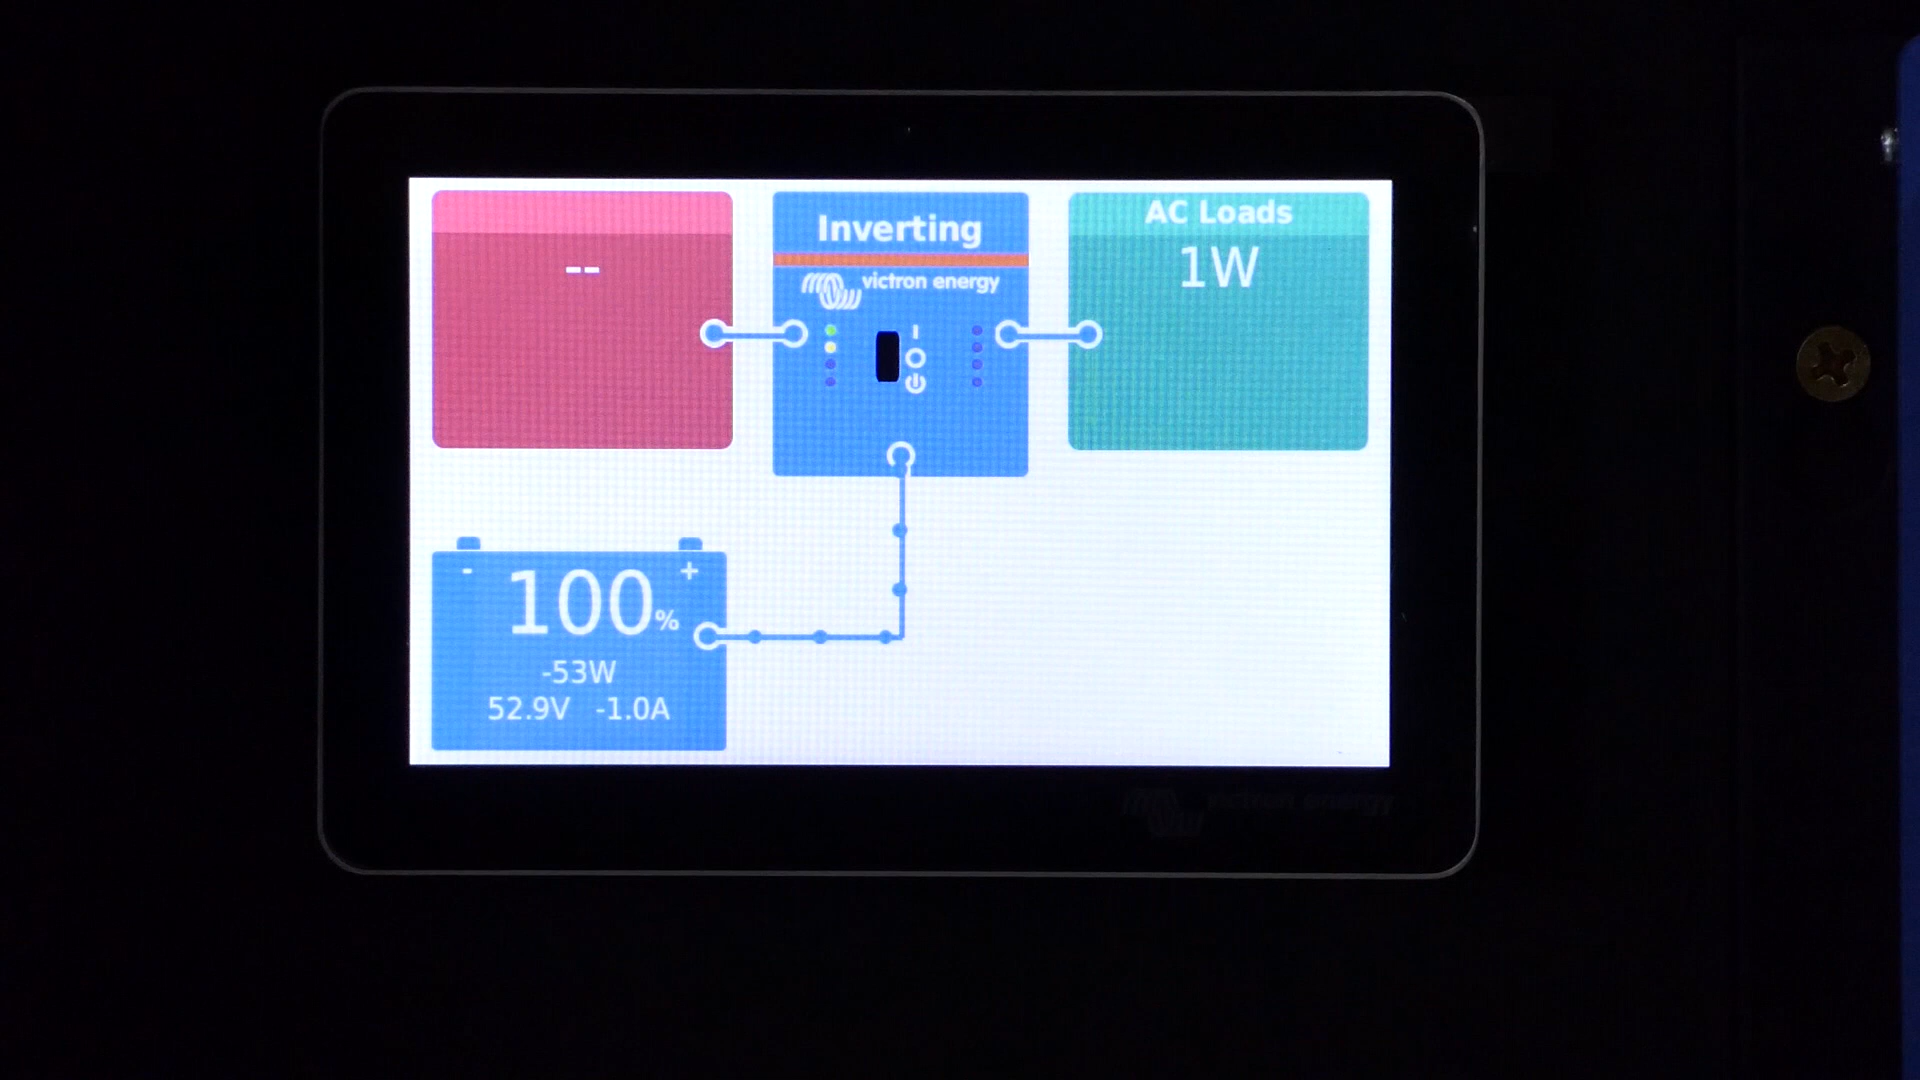 --
Inverting
victron energy
AC Loads
1W
- +
100%
-53W
52.9V -1.0A
victron energy